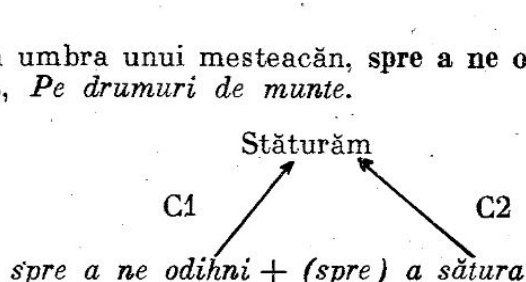 umbra unui mesteacăn, spre a ne o
, Pe drumuri de munte.
Stăturăm
C1 C2
spre a ne odihni + (spre) a sătura